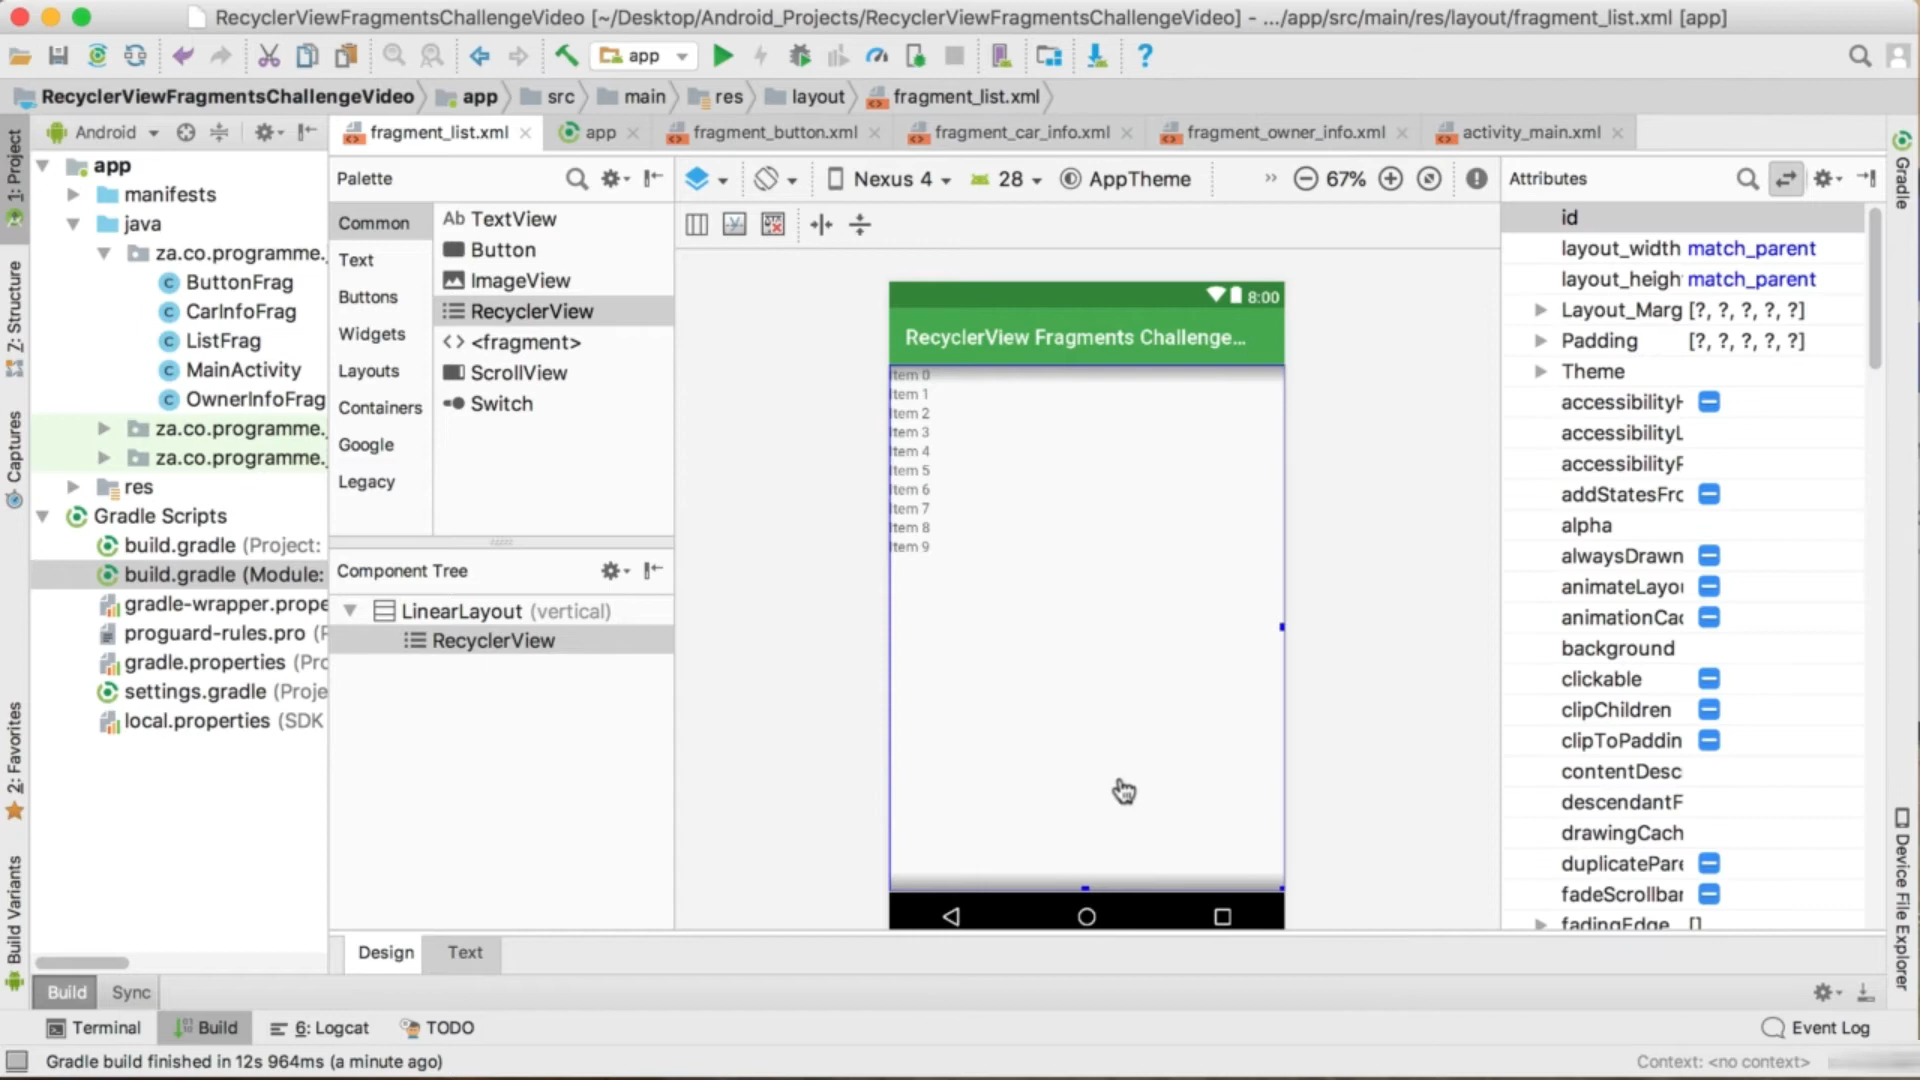 RecyclerViewFragmentsChallengeVideo [~/Desktop/Android_Projects/RecyclerViewFragmentsChallengeVideo] - .../app/src/main/res/layout/fragment_list.xml [app]
app
RecyclerViewFragmentsChallengeVideo app src main res layout fragment_list.xml
Android
fragment_list.xml app fragment_button.xml fragment_car_info.xml fragment_owner_info.xml activity_main.xml
1: Project
Z: Structure
Captures
2: Favorites
Build Variants
app
manifests
java
za.co.programme.
ButtonFrag
CarInfoFrag
ListFrag
MainActivity
OwnerInfoFrag
za.co.programme.
za.co.programme.
res
Gradle Scripts
build.gradle (Project:
build.gradle (Module:
gradle-wrapper.prope
proguard-rules.pro (F
gradle.properties (Pro
settings.gradle (Proje
local.properties (SDK
Palette
Common
Text
Buttons
Widgets
Layouts
Containers
Google
Legacy
Ab TextView
Button
ImageView
RecyclerView
<fragment>
ScrollView
Switch
Component Tree
LinearLayout (vertical)
RecyclerView
Nexus 4 28 AppTheme 67%
8:00
RecyclerView Fragments Challenge...
Item 0
Item 1
Item 2
Item 3
Item 4
Item 5
Item 6
Item 7
Item 8
Item 9
Attributes
id
layout_width match_parent
layout_heigh match_parent
Layout_Marg [?, ?, ?, ?, ?]
Padding [?, ?, ?, ?, ?]
Theme
accessibilityH
accessibilityL
accessibilityF
addStatesFrc
alpha
alwaysDrawn
animateLayou
animationCac
background
clickable
clipChildren
clipToPaddin
contentDesc
descendantF
drawingCach
duplicatePare
fadeScrollbar
fadingEdge []
Gradle
Device File Explorer
Design Text
Build Sync
Terminal Build 6: Logcat TODO
Event Log
Gradle build finished in 12s 964ms (a minute ago)
Context: <no context>